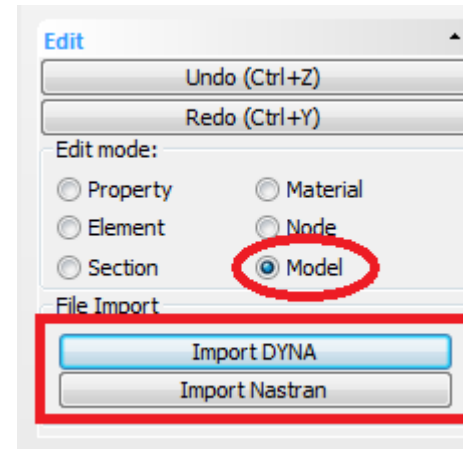 Edit
Undo (Ctrl+Z)
Redo (Ctrl+Y)
Edit mode:
Property Material
Element Node
Section Model
File Import
Import DYNA
Import Nastran